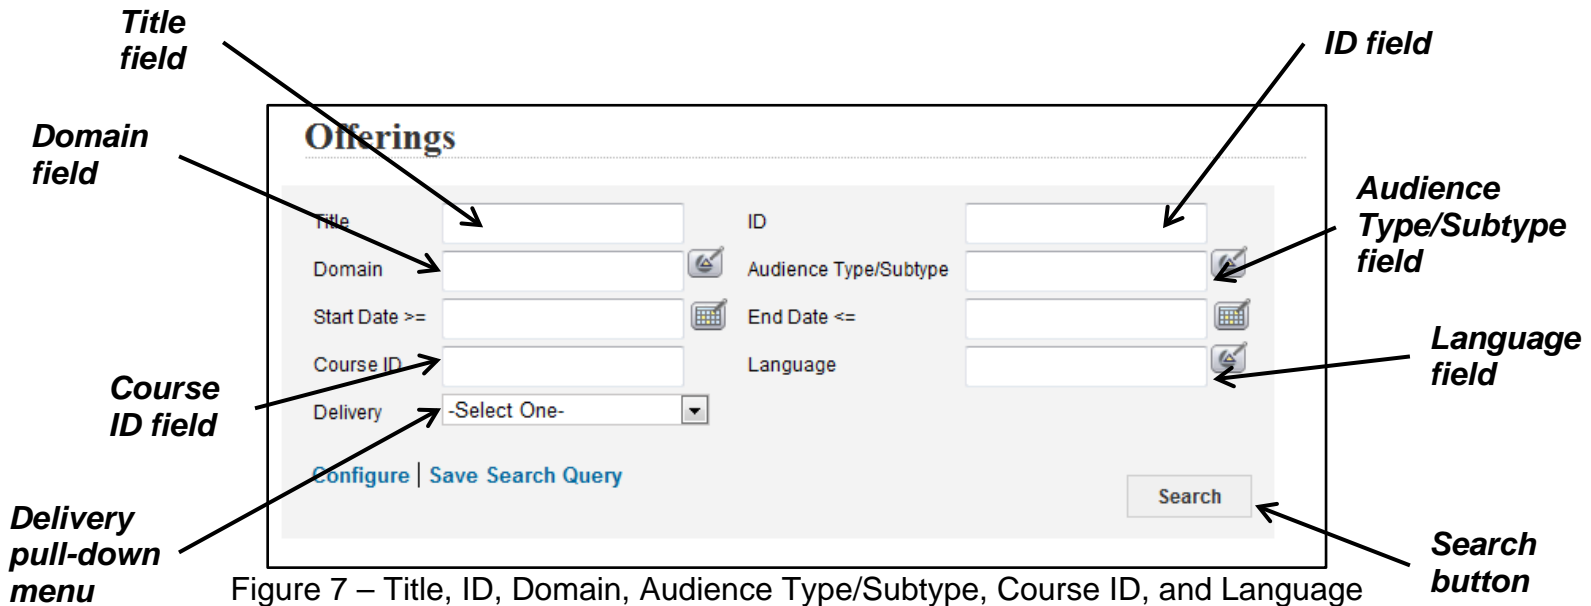 Title
field
ID field
Domain
field
Offerings
Audience
Type/Subtype
field
Title
ID
Domain
Audience Type/Subtype
Start Date >=
End Date <=
Course ID
Language
Language
field
Course
ID field
Delivery
-Select One-
Configure | Save Search Query
Search
Delivery
pull-down
menu
Search
button
Figure 7 – Title, ID, Domain, Audience Type/Subtype, Course ID, and Language